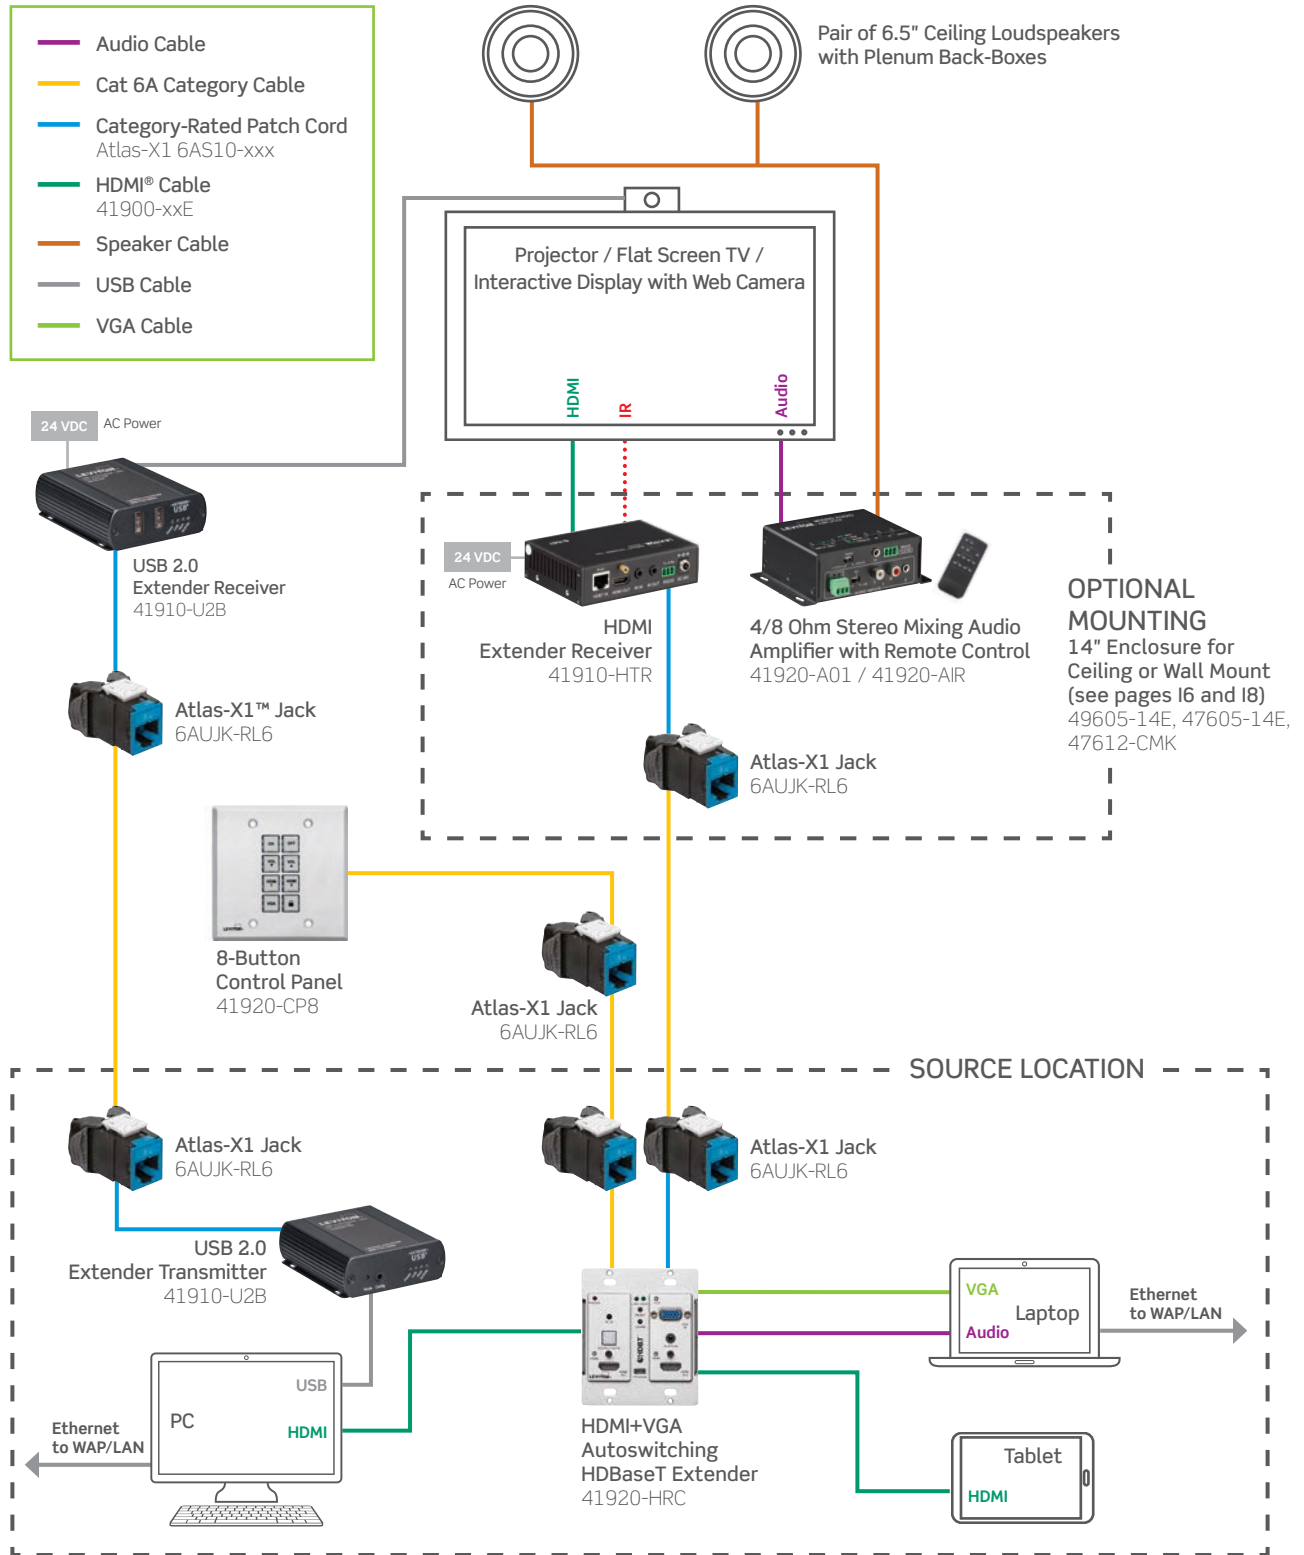 Audio Cable
Cat 6A Category Cable
Category-Rated Patch Cord
Atlas-X1 6AS10-xxx
HDMI® Cable
41900-xxE
Speaker Cable
USB Cable
VGA Cable
Pair of 6.5" Ceiling Loudspeakers
with Plenum Back-Boxes
Projector / Flat Screen TV /
Interactive Display with Web Camera
HDMI
IR
Audio
24 VDC
AC Power
USB 2.0
Extender Receiver
41910-U2B
24 VDC
AC Power
HDMI
Extender Receiver
41910-HTR
4/8 Ohm Stereo Mixing Audio
Amplifier with Remote Control
41920-A01 / 41920-AIR
OPTIONAL
MOUNTING
14" Enclosure for
Ceiling or Wall Mount
(see pages I6 and I8)
49605-14E, 47605-14E,
47612-CMK
Atlas-X1™ Jack
6AUJK-RL6
Atlas-X1 Jack
6AUJK-RL6
8-Button
Control Panel
41920-CP8
Atlas-X1 Jack
6AUJK-RL6
SOURCE LOCATION
Atlas-X1 Jack
6AUJK-RL6
Atlas-X1 Jack
6AUJK-RL6
USB 2.0
Extender Transmitter
41910-U2B
PC
USB
HDMI
Ethernet
to WAP/LAN
HDMI+VGA
Autoswitching
HDBaseT Extender
41920-HRC
VGA
Laptop
Audio
Ethernet
to WAP/LAN
Tablet
HDMI